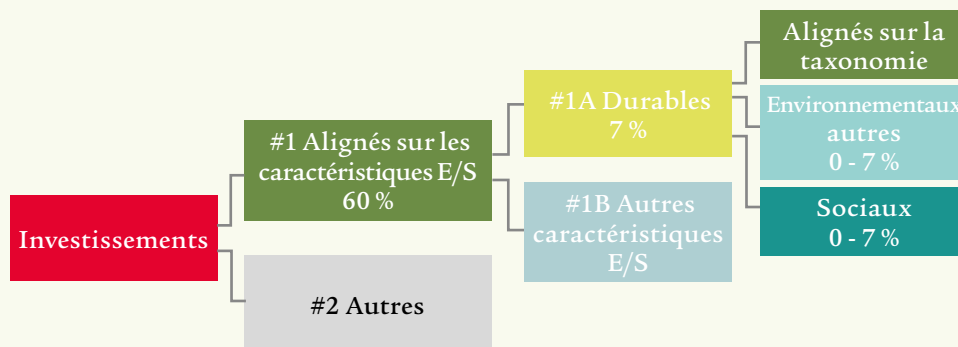 Investissements
#1 Alignés sur les
caractéristiques E/S
60 %
#2 Autres
#1A Durables
7 %
#1B Autres
caractéristiques
E/S
Alignés sur la
taxonomie
Environnementaux
autres
0 - 7 %
Sociaux
0 - 7 %